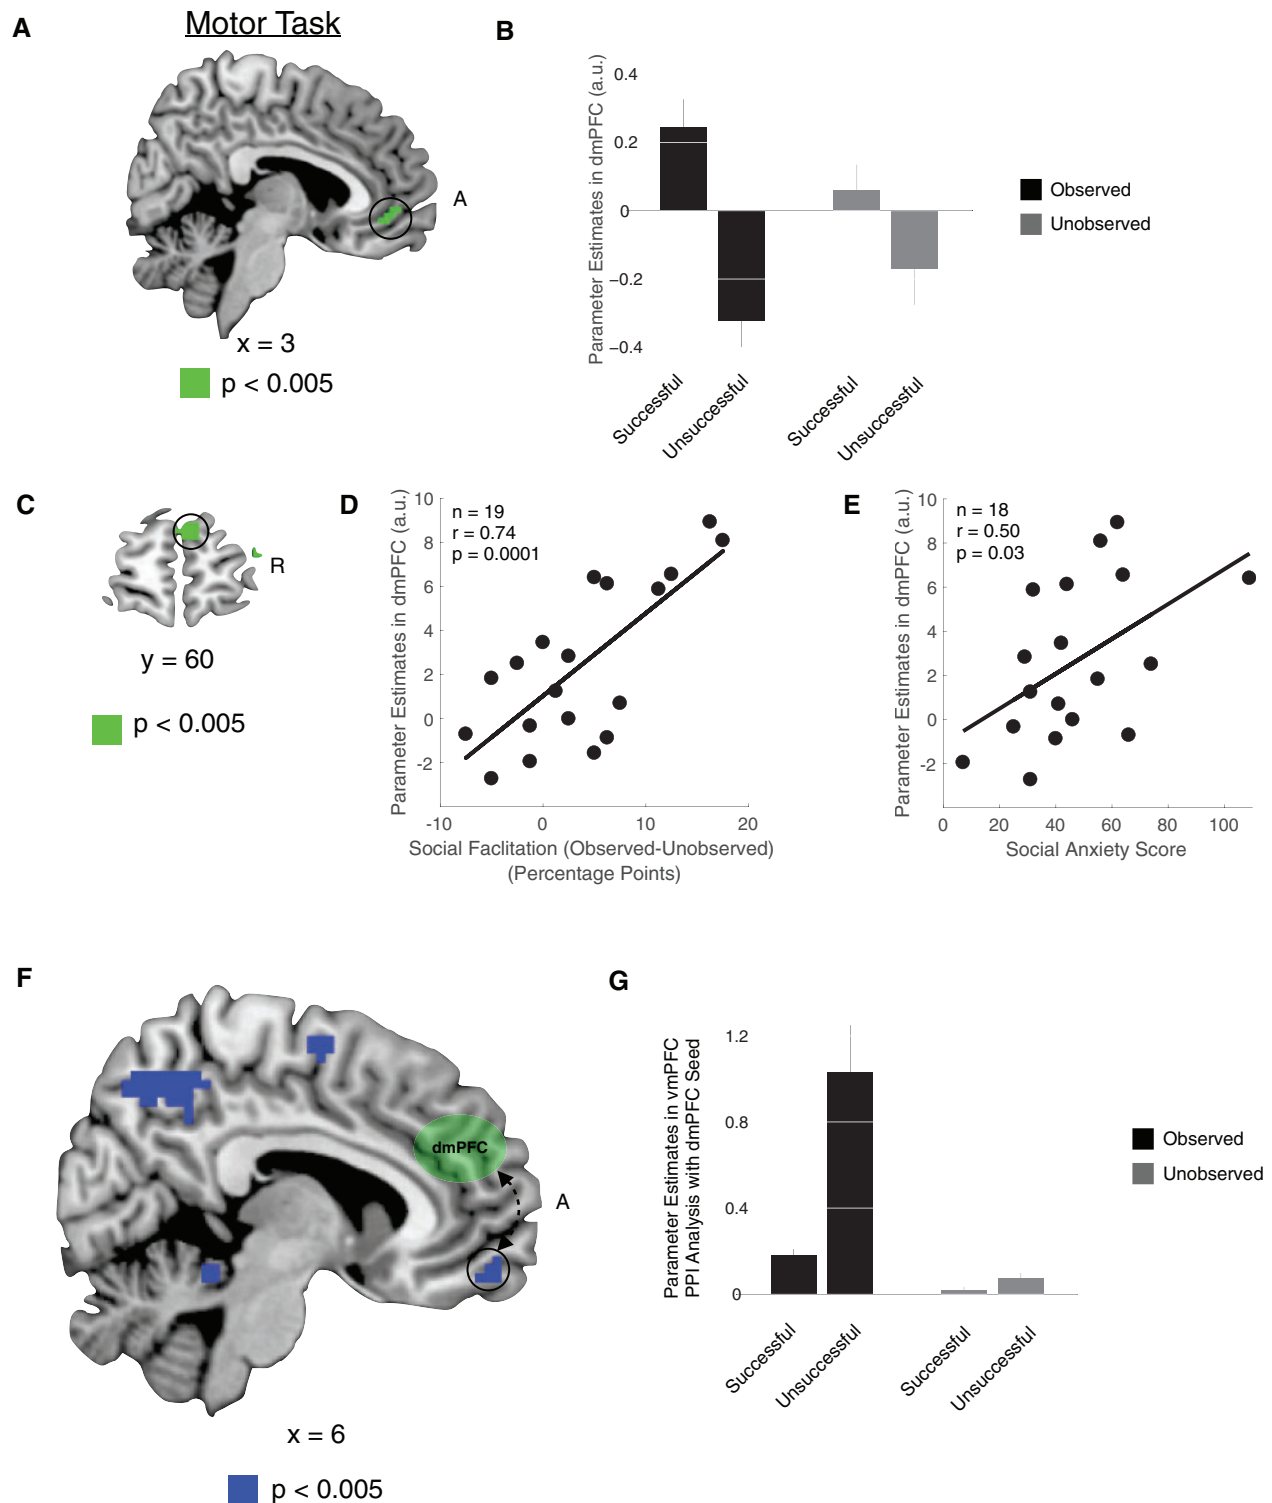 A
Motor Task
A
x = 3
p < 0.005
B
Parameter Estimates in dmPFC (a.u.)
0.4
0.2
0
−0.2
−0.4
Successful
Unsuccessful
Successful
Unsuccessful
Observed
Unobserved
C
R
y = 60
p < 0.005
D
Parameter Estimates in dmPFC (a.u.)
10
8
6
4
2
0
-2
n = 19
r = 0.74
p = 0.0001
-10
0
10
20
Social Faclitation (Observed-Unobserved)
(Percentage Points)
E
Parameter Estimates in dmPFC (a.u.)
10
8
6
4
2
0
-2
n = 18
r = 0.50
p = 0.03
0
20
40
60
80
100
Social Anxiety Score
F
dmPFC
A
x = 6
p < 0.005
G
Parameter Estimates in vmPFC
PPI Analysis with dmPFC Seed
1.2
0.8
0.4
0
Successful
Unsuccessful
Successful
Unsuccessful
Observed
Unobserved